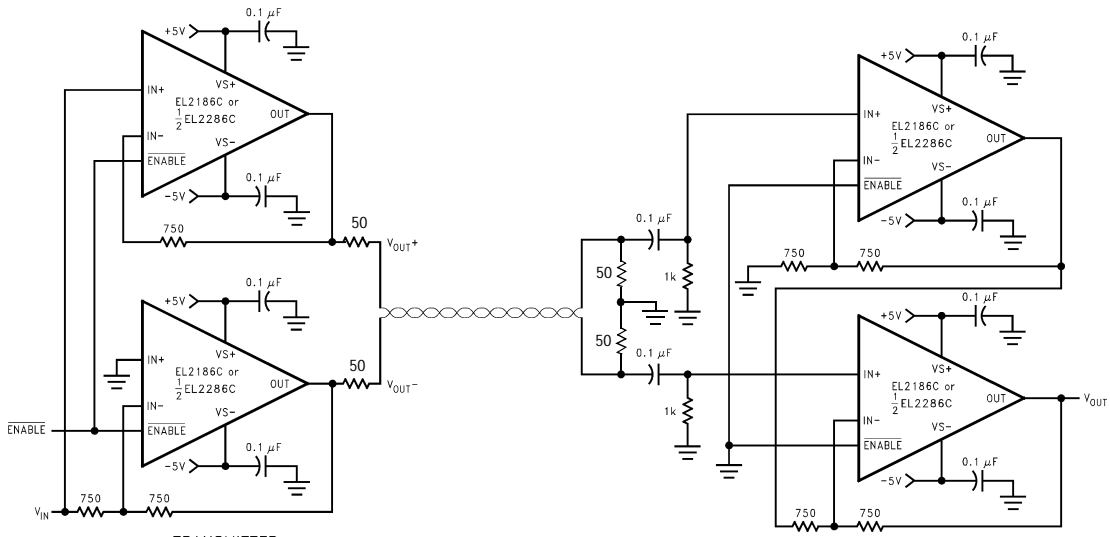 +5V
0.1 μF
VS+
IN+
EL2186C or
1/2 EL2286C
OUT
IN-
VS-
ENABLE
-5V
0.1 μF
750
50
VOUT+
+5V
0.1 μF
VS+
IN+
EL2186C or
1/2 EL2286C
OUT
IN-
VS-
ENABLE
ENABLE
-5V
0.1 μF
50
VOUT-
VIN
750
750
0.1 μF
50
1k
50
0.1 μF
1k
+5V
0.1 μF
VS+
IN+
EL2186C or
1/2 EL2286C
OUT
IN-
VS-
ENABLE
-5V
0.1 μF
750
750
+5V
0.1 μF
VS+
IN+
EL2186C or
1/2 EL2286C
OUT
IN-
VS-
ENABLE
-5V
0.1 μF
VOUT
750
750